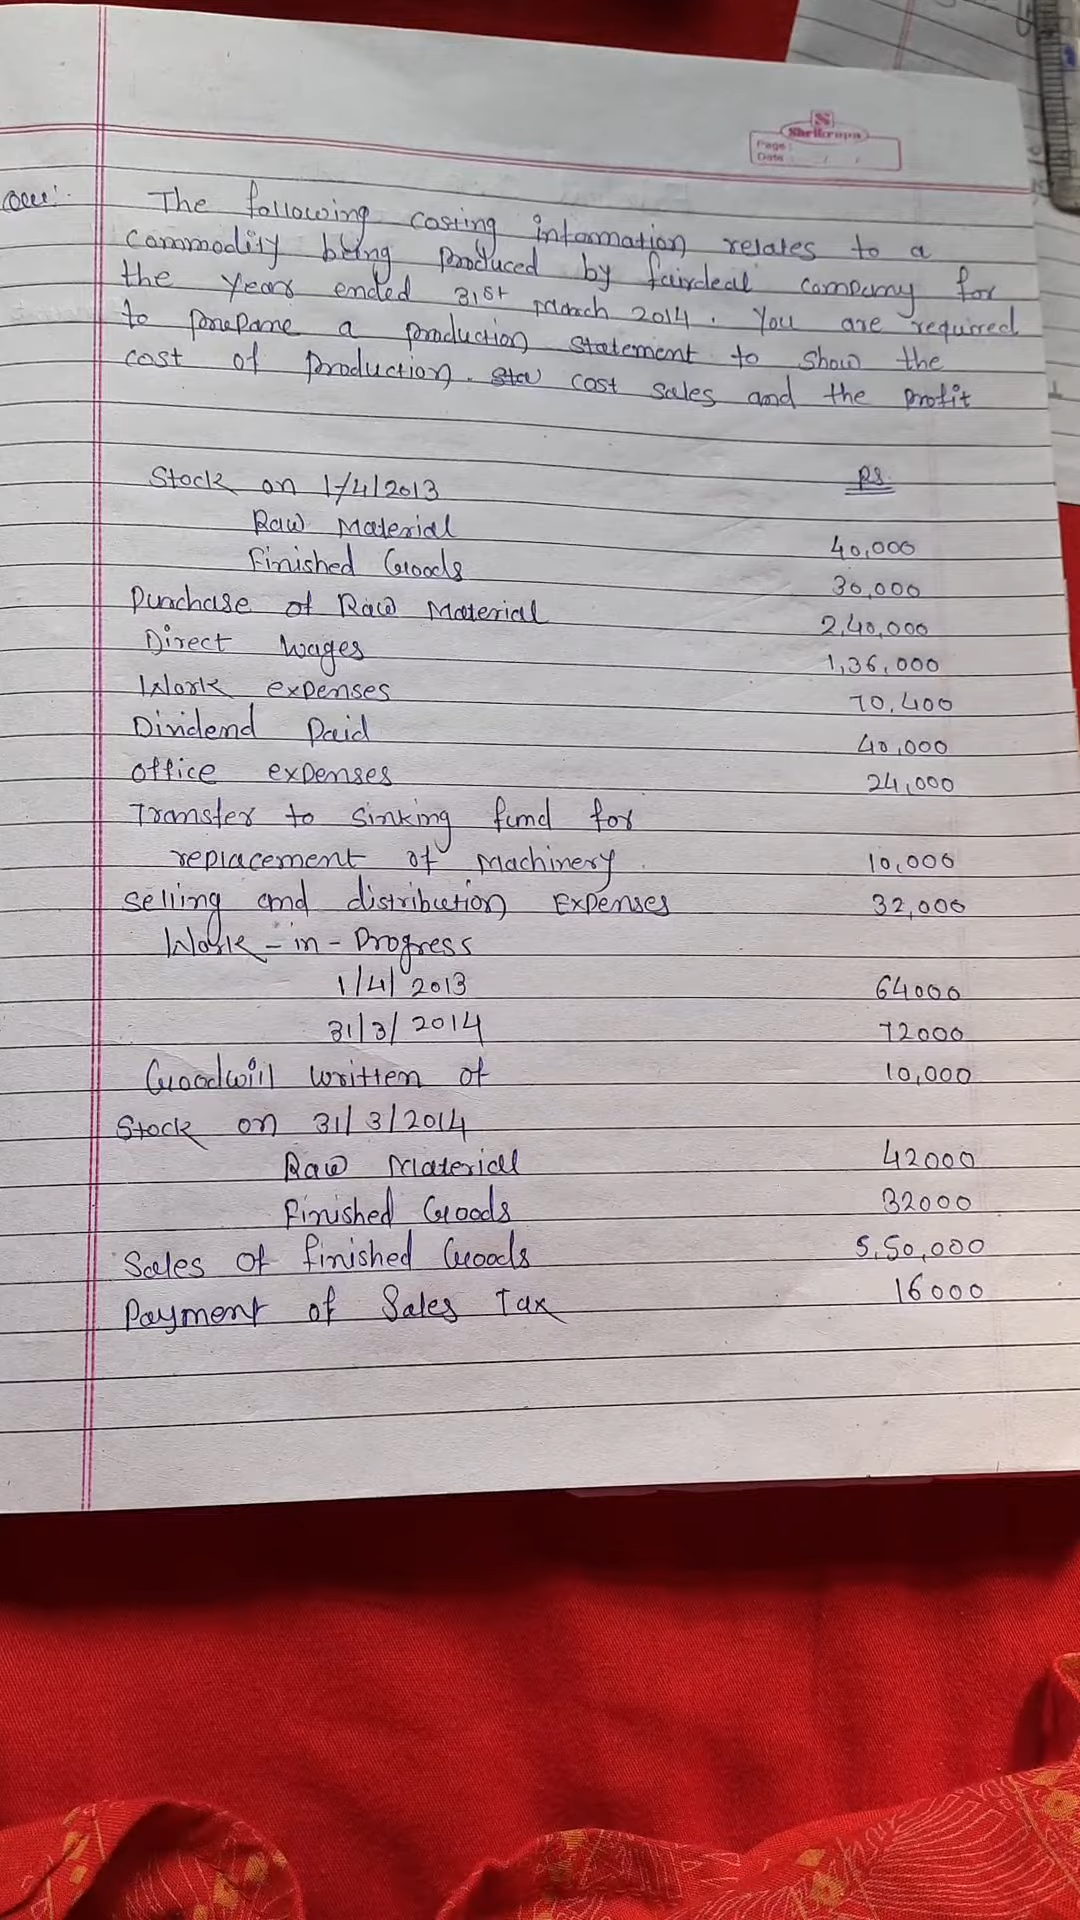 Shrikrupa
Page :
Date : / /
Que:. The following costing information relates to a
commodity being produced by fairdeal company for
the years ended 31st March 2014. You are required
to prepare a production statement to show the
cost of production. cost sales and the profit
Rs.
Stock on 1/4/2013
Raw Material 40,000
Finished Goods 30,000
Purchase of Raw Material 2,40,000
Direct wages 1,36,000
Work expenses 70,400
Dividend Paid 40,000
office expenses 24,000
Transfer to sinking fund for
replacement of machinery 10,000
selling and distribution Expenses 32,000
Work-in-Progress
1/4/2013 64000
31/3/2014 72000
Goodwill written of 10,000
Stock on 31/3/2014
Raw Material 42000
Finished Goods 32000
Sales of finished Goods 5,50,000
Payment of Sales Tax 16000